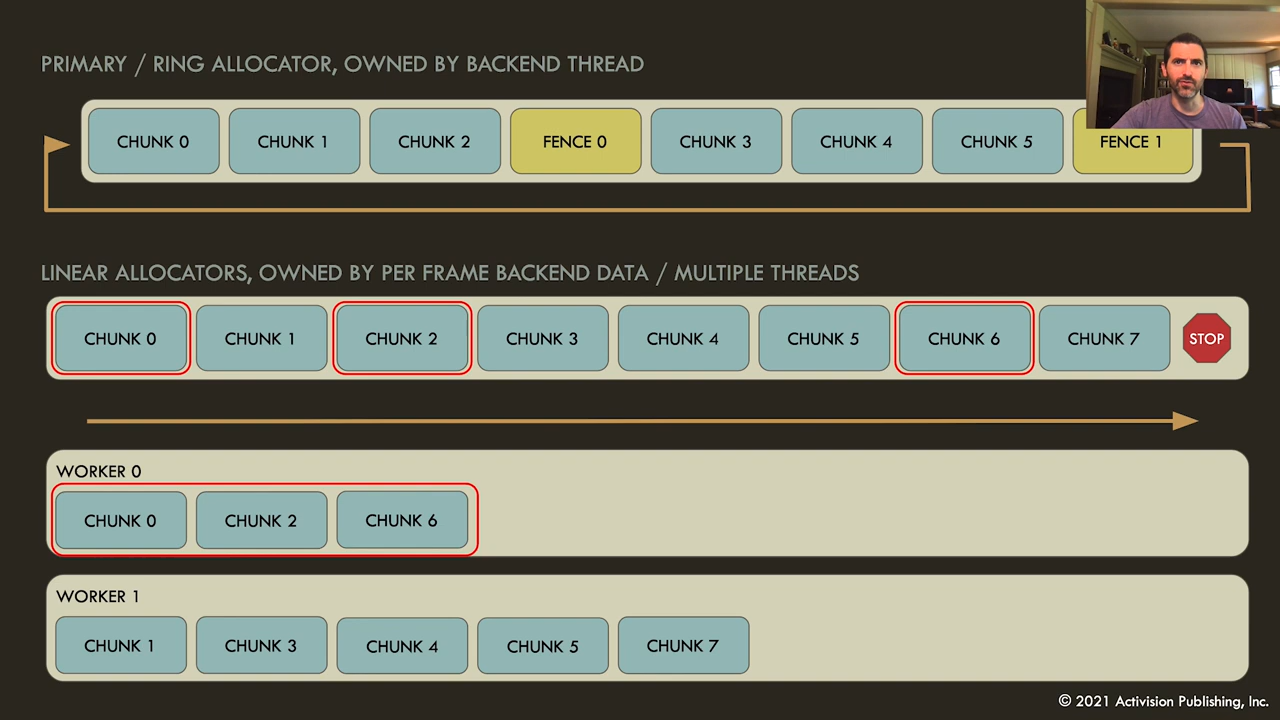 PRIMARY / RING ALLOCATOR, OWNED BY BACKEND THREAD
CHUNK 0 CHUNK 1 CHUNK 2 FENCE 0 CHUNK 3 CHUNK 4 CHUNK 5 FENCE 1
LINEAR ALLOCATORS, OWNED BY PER FRAME BACKEND DATA / MULTIPLE THREADS
CHUNK 0 CHUNK 1 CHUNK 2 CHUNK 3 CHUNK 4 CHUNK 5 CHUNK 6 CHUNK 7 STOP
WORKER 0
CHUNK 0 CHUNK 2 CHUNK 6
WORKER 1
CHUNK 1 CHUNK 3 CHUNK 4 CHUNK 5 CHUNK 7
© 2021 Activision Publishing, Inc.